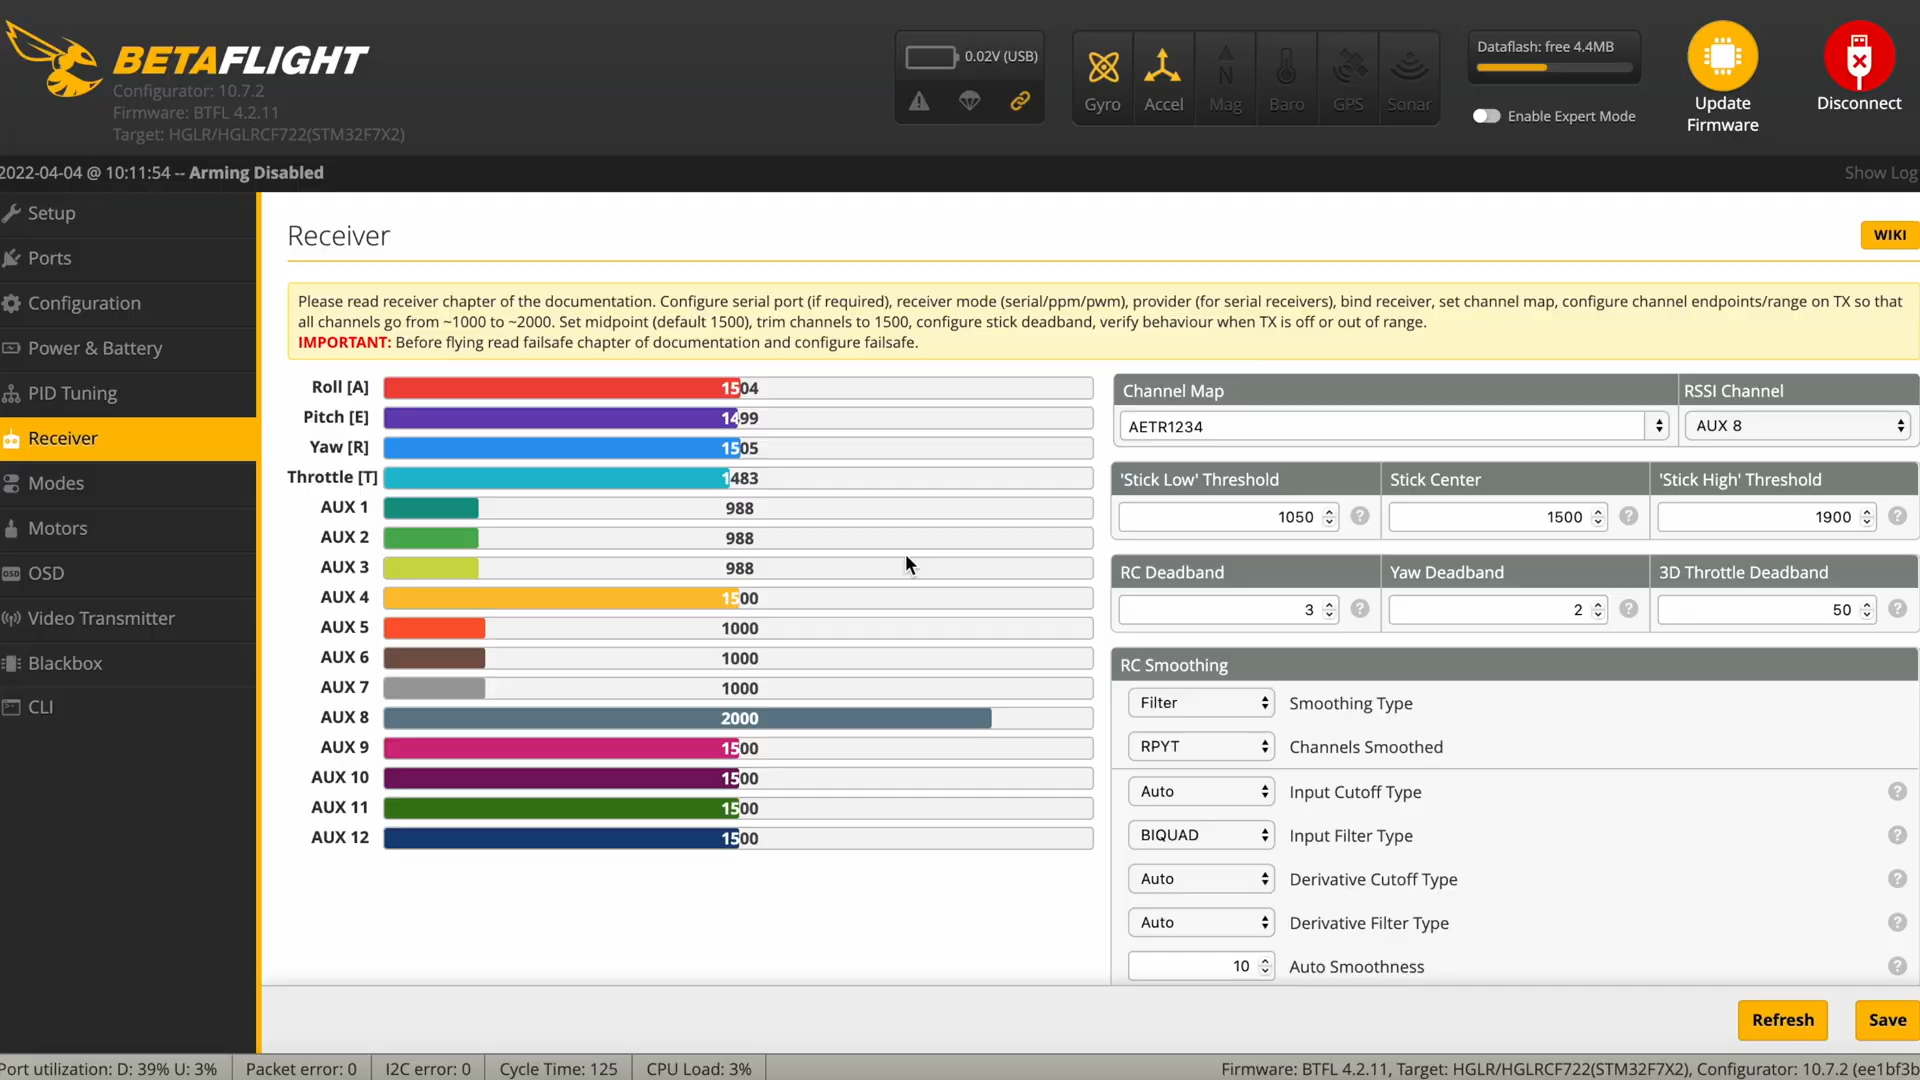 BETAFLIGHT
Configurator: 10.7.2
Firmware: BTFL 4.2.11
Target: HGLR/HGLRCF722(STM32F7X2)
0.02V (USB)
Gyro
Accel
N
Mag
Baro
GPS
Sonar
Dataflash: free 4.4MB
Enable Expert Mode
Update
Firmware
Disconnect
2022-04-04 @ 10:11:54 -- Arming Disabled
Show Log
Setup
Ports
Configuration
Power & Battery
PID Tuning
Receiver
Modes
Motors
OSD OSD
Video Transmitter
Blackbox
CLI
Receiver
WIKI
Please read receiver chapter of the documentation. Configure serial port (if required), receiver mode (serial/ppm/pwm), provider (for serial receivers), bind receiver, set channel map, configure channel endpoints/range on TX so that
all channels go from ~1000 to ~2000. Set midpoint (default 1500), trim channels to 1500, configure stick deadband, verify behaviour when TX is off or out of range.
IMPORTANT: Before flying read failsafe chapter of documentation and configure failsafe.
Roll [A] 1504
Pitch [E] 1499
Yaw [R] 1505
Throttle [T] 1483
AUX 1 988
AUX 2 988
AUX 3 988
AUX 4 1500
AUX 5 1000
AUX 6 1000
AUX 7 1000
AUX 8 2000
AUX 9 1500
AUX 10 1500
AUX 11 1500
AUX 12 1500
Channel Map RSSI Channel
AETR1234 AUX 8
'Stick Low' Threshold Stick Center 'Stick High' Threshold
1050 ? 1500 ? 1900 ?
RC Deadband Yaw Deadband 3D Throttle Deadband
3 ? 2 ? 50 ?
RC Smoothing
Filter Smoothing Type
RPYT Channels Smoothed
Auto Input Cutoff Type ?
BIQUAD Input Filter Type ?
Auto Derivative Cutoff Type ?
Auto Derivative Filter Type ?
10 Auto Smoothness ?
Refresh
Save
Port utilization: D: 39% U: 3% Packet error: 0 I2C error: 0 Cycle Time: 125 CPU Load: 3% Firmware: BTFL 4.2.11, Target: HGLR/HGLRCF722(STM32F7X2), Configurator: 10.7.2 (ee1bf3b